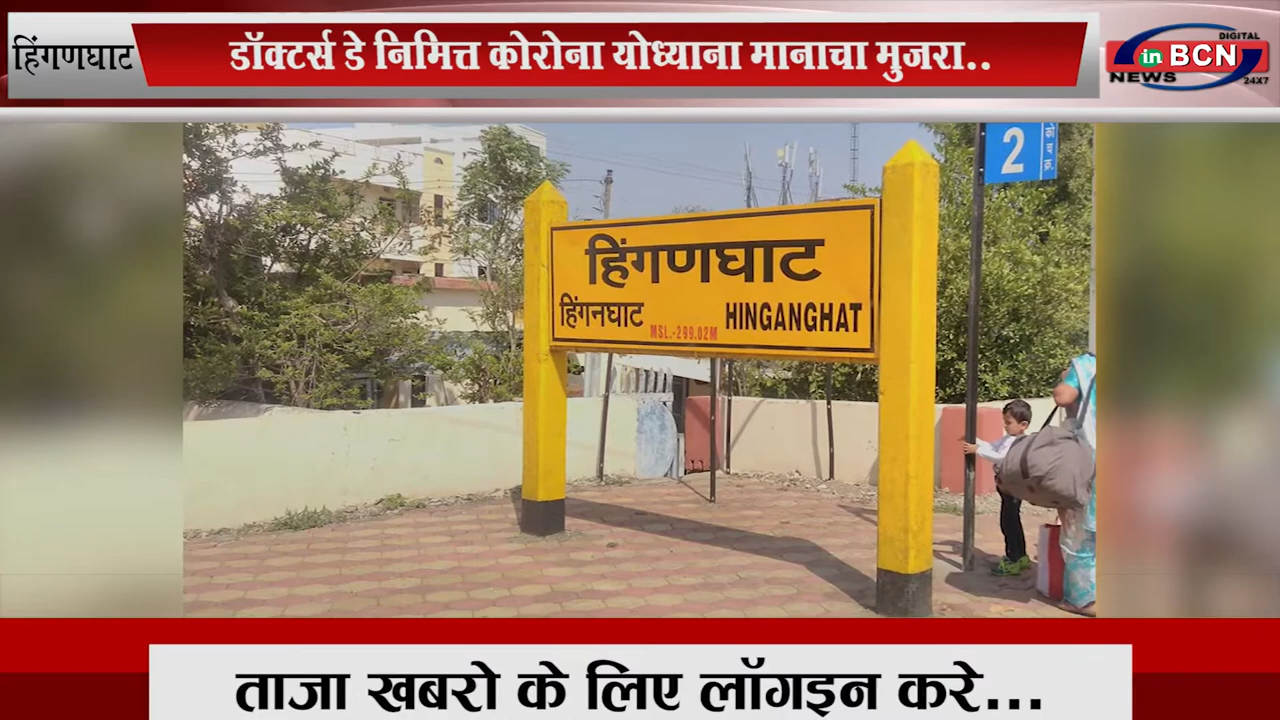 हिंगणघाट
डॉक्टर्स डे निमित्त कोरोना योध्याना मानाचा मुजरा..
DIGITAL
in BCN
NEWS 24X7
2
हिंगणघाट
हिंगनघाट
MSL.-299.02M
HINGANGHAT
ताजा खबरो के लिए लॉगइन करे...